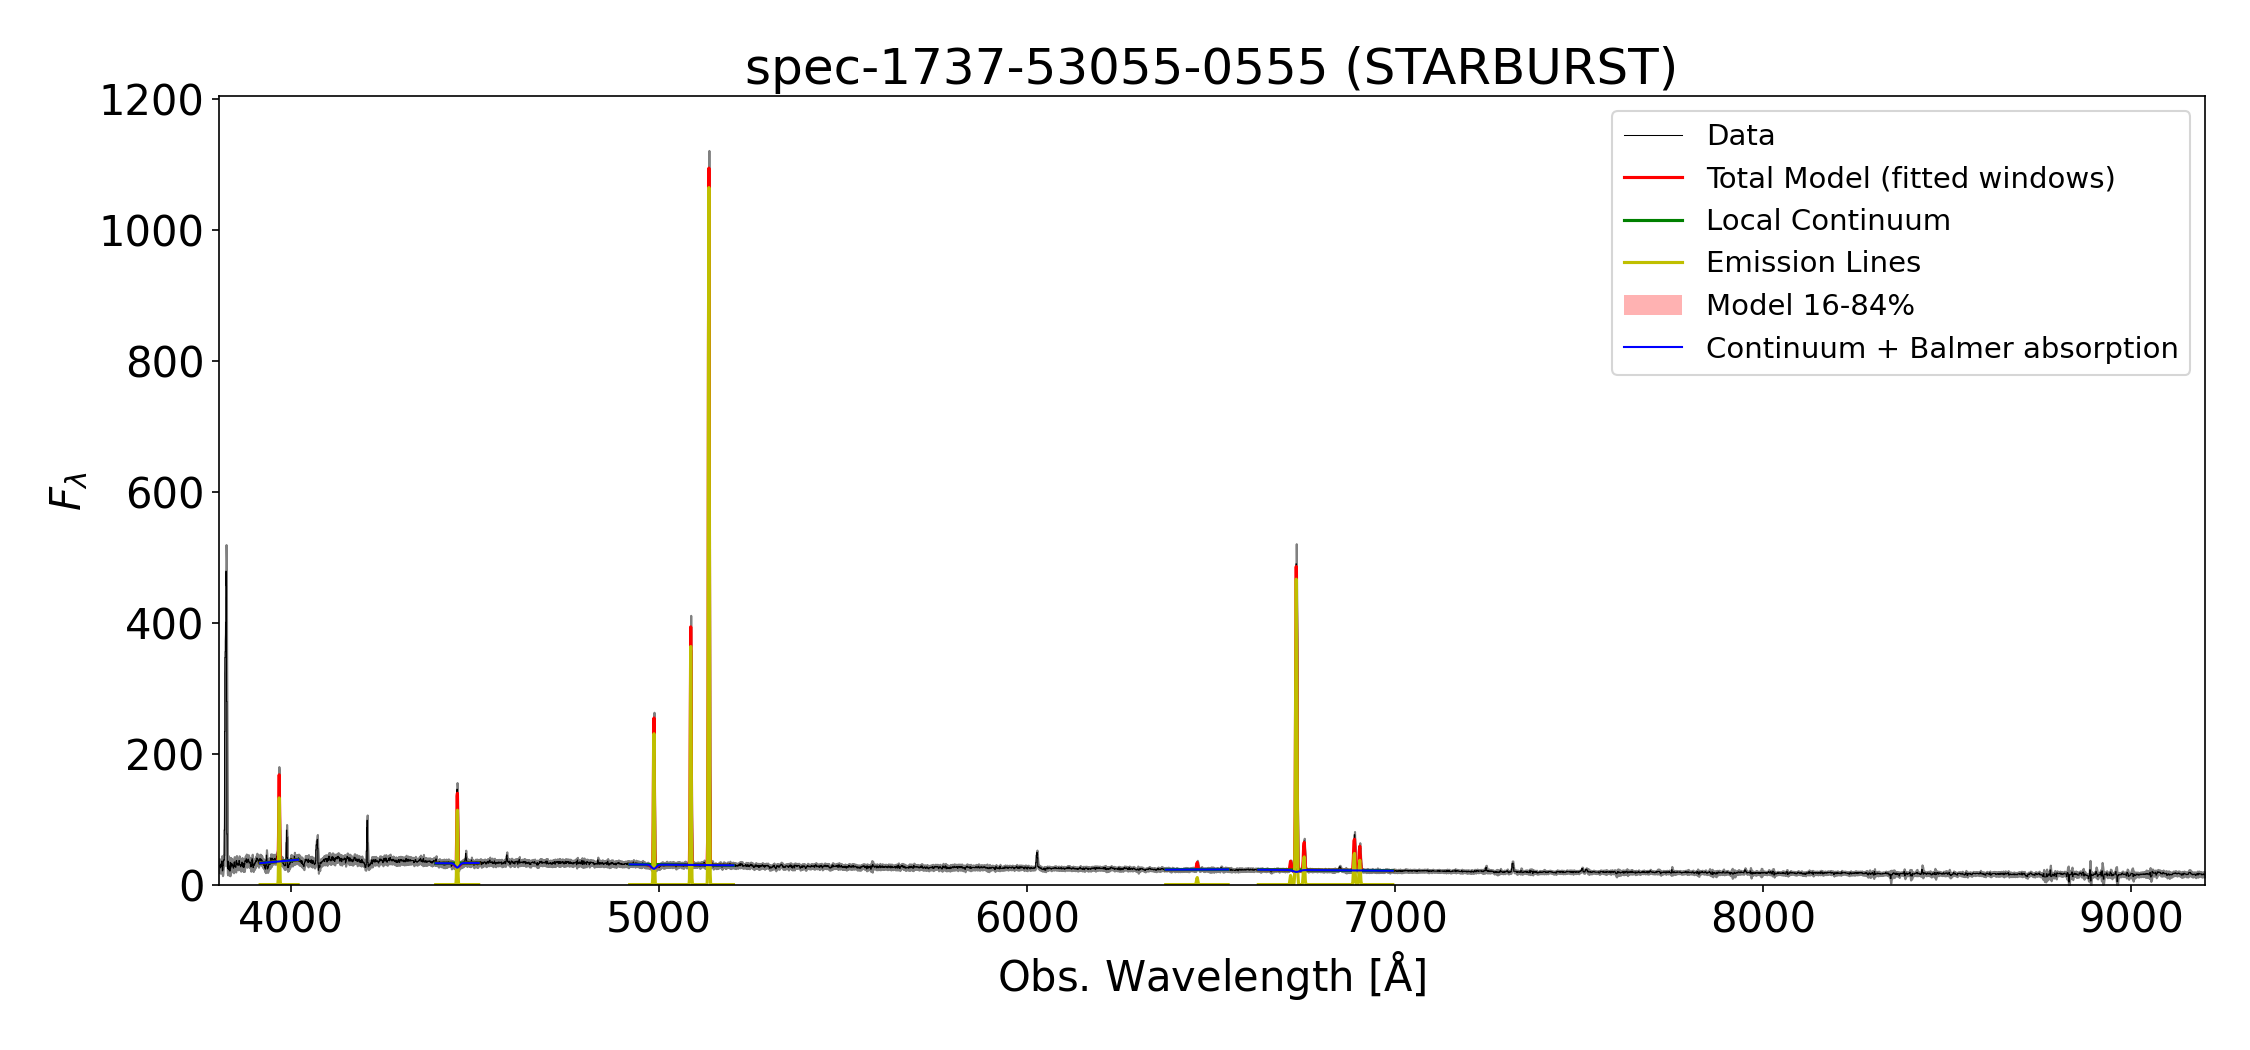 spec-1737-53055-0555 (STARBURST)
1200
1000
800
600
400
200
0
Fλ
Data
Total Model (fitted windows)
Local Continuum
Emission Lines
Model 16-84%
Continuum + Balmer absorption
4000 5000 6000 7000 8000 9000
Obs. Wavelength [Å]